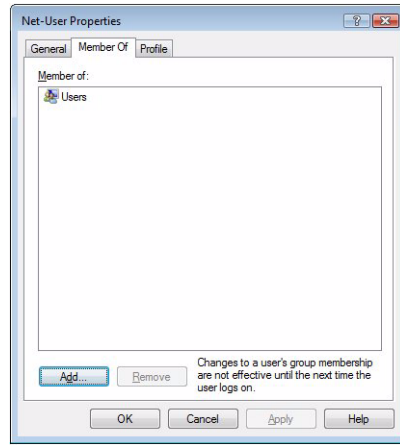 Net-User Properties
General Member Of Profile
Member of:
Users
Add... Remove
Changes to a user's group membership
are not effective until the next time the
user logs on.
OK Cancel Apply Help